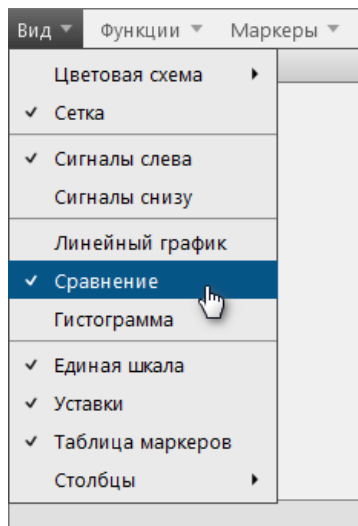 Вид Функции Маркеры
Цветовая схема
Сетка
Сигналы слева
Сигналы снизу
Линейный график
Сравнение
Гистограмма
Единая шкала
Уставки
Таблица маркеров
Столбцы